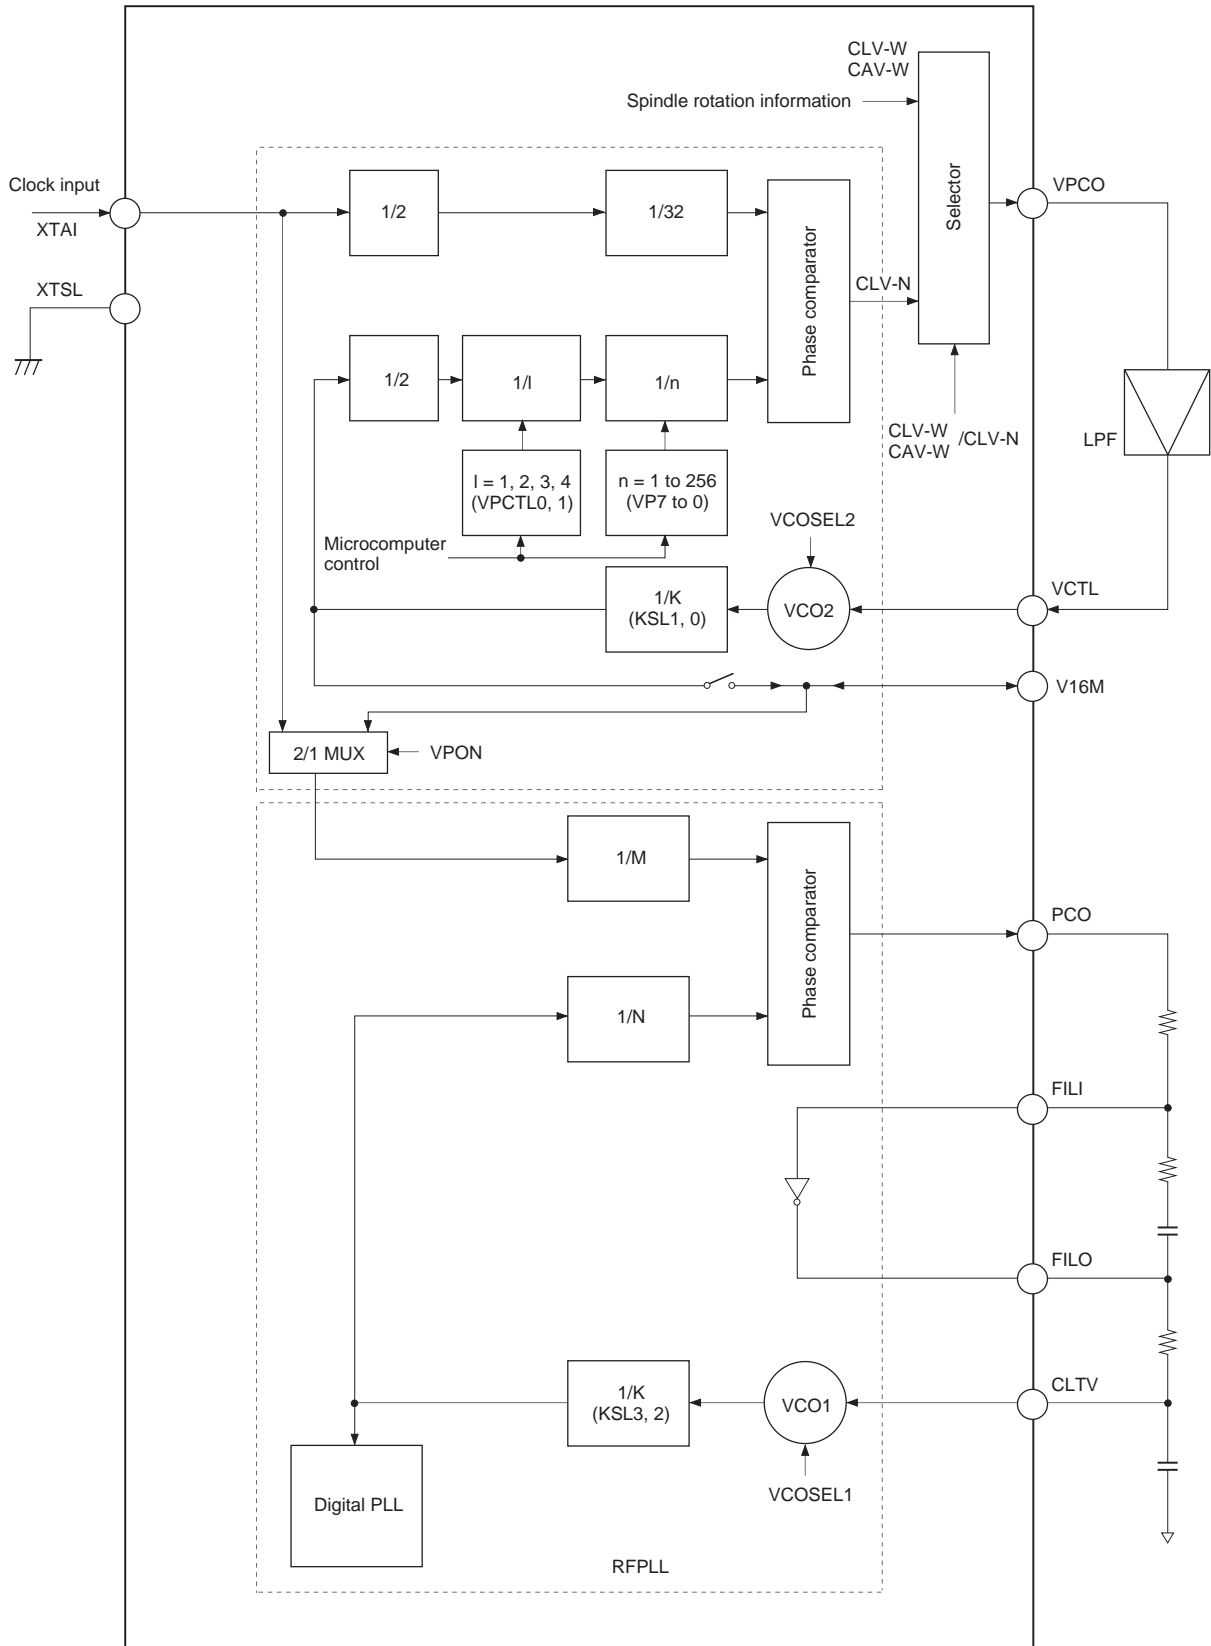 CLV-W
CAV-W
Spindle rotation information
Clock input
XTAI
XTSL
1/2
1/32
Phase comparator
CLV-N
Selector
VPCO
1/2
1/l
1/n
CLV-W
CAV-W
/CLV-N
LPF
l = 1, 2, 3, 4
(VPCTL0, 1)
n = 1 to 256
(VP7 to 0)
Microcomputer
control
VCOSEL2
1/K
(KSL1, 0)
VCO2
VCTL
V16M
2/1 MUX
VPON
1/M
Phase comparator
PCO
1/N
FILI
FILO
1/K
(KSL3, 2)
VCO1
CLTV
VCOSEL1
Digital PLL
RFPLL